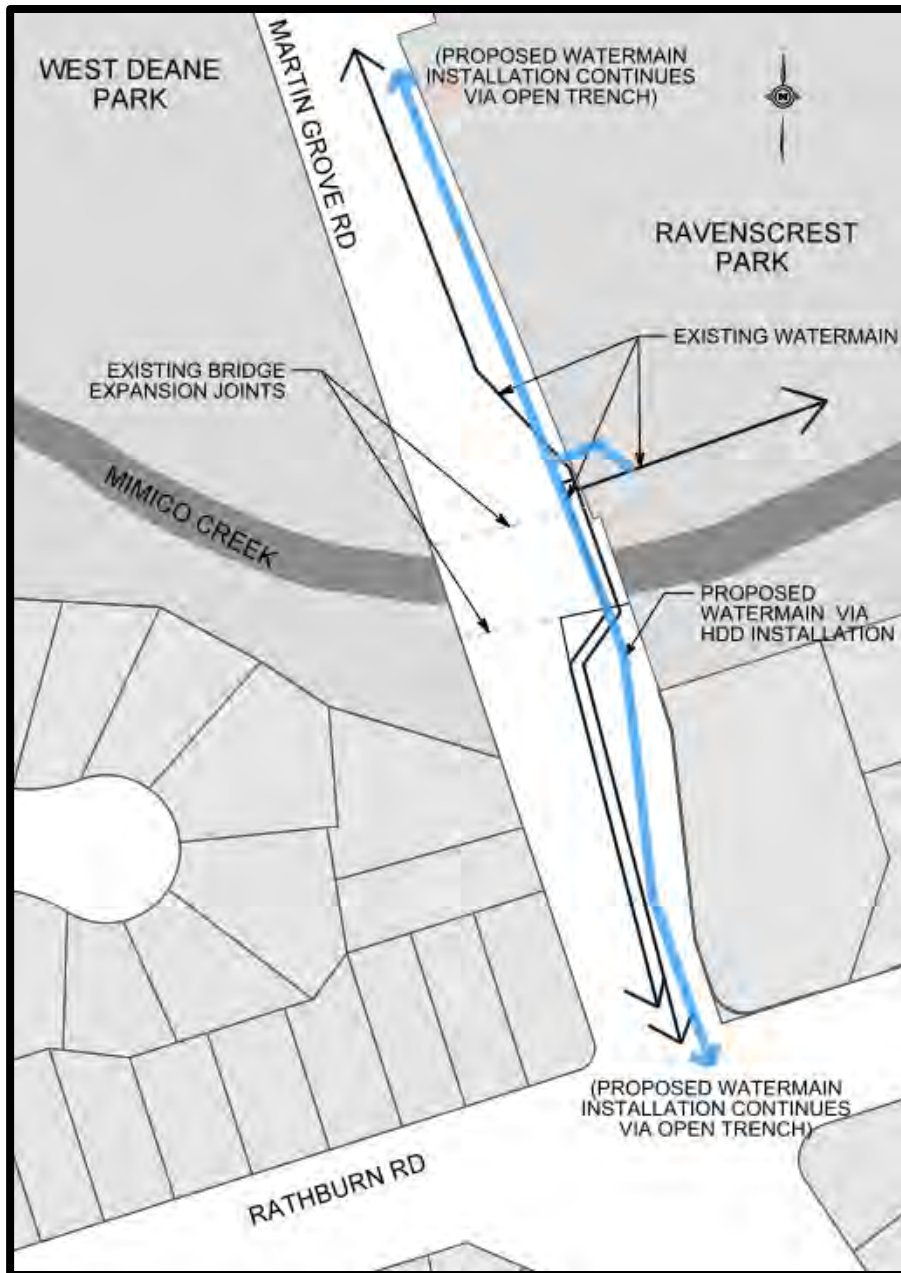 WEST DEANE
PARK
MARTIN GROVE RD
(PROPOSED WATERMAIN
INSTALLATION CONTINUES
VIA OPEN TRENCH)
N
RAVENSCREST
PARK
EXISTING WATERMAIN
EXISTING BRIDGE
EXPANSION JOINTS
MIMICO CREEK
PROPOSED
WATERMAIN VIA
HDD INSTALLATION
(PROPOSED WATERMAIN
INSTALLATION CONTINUES
VIA OPEN TRENCH)
RATHBURN RD